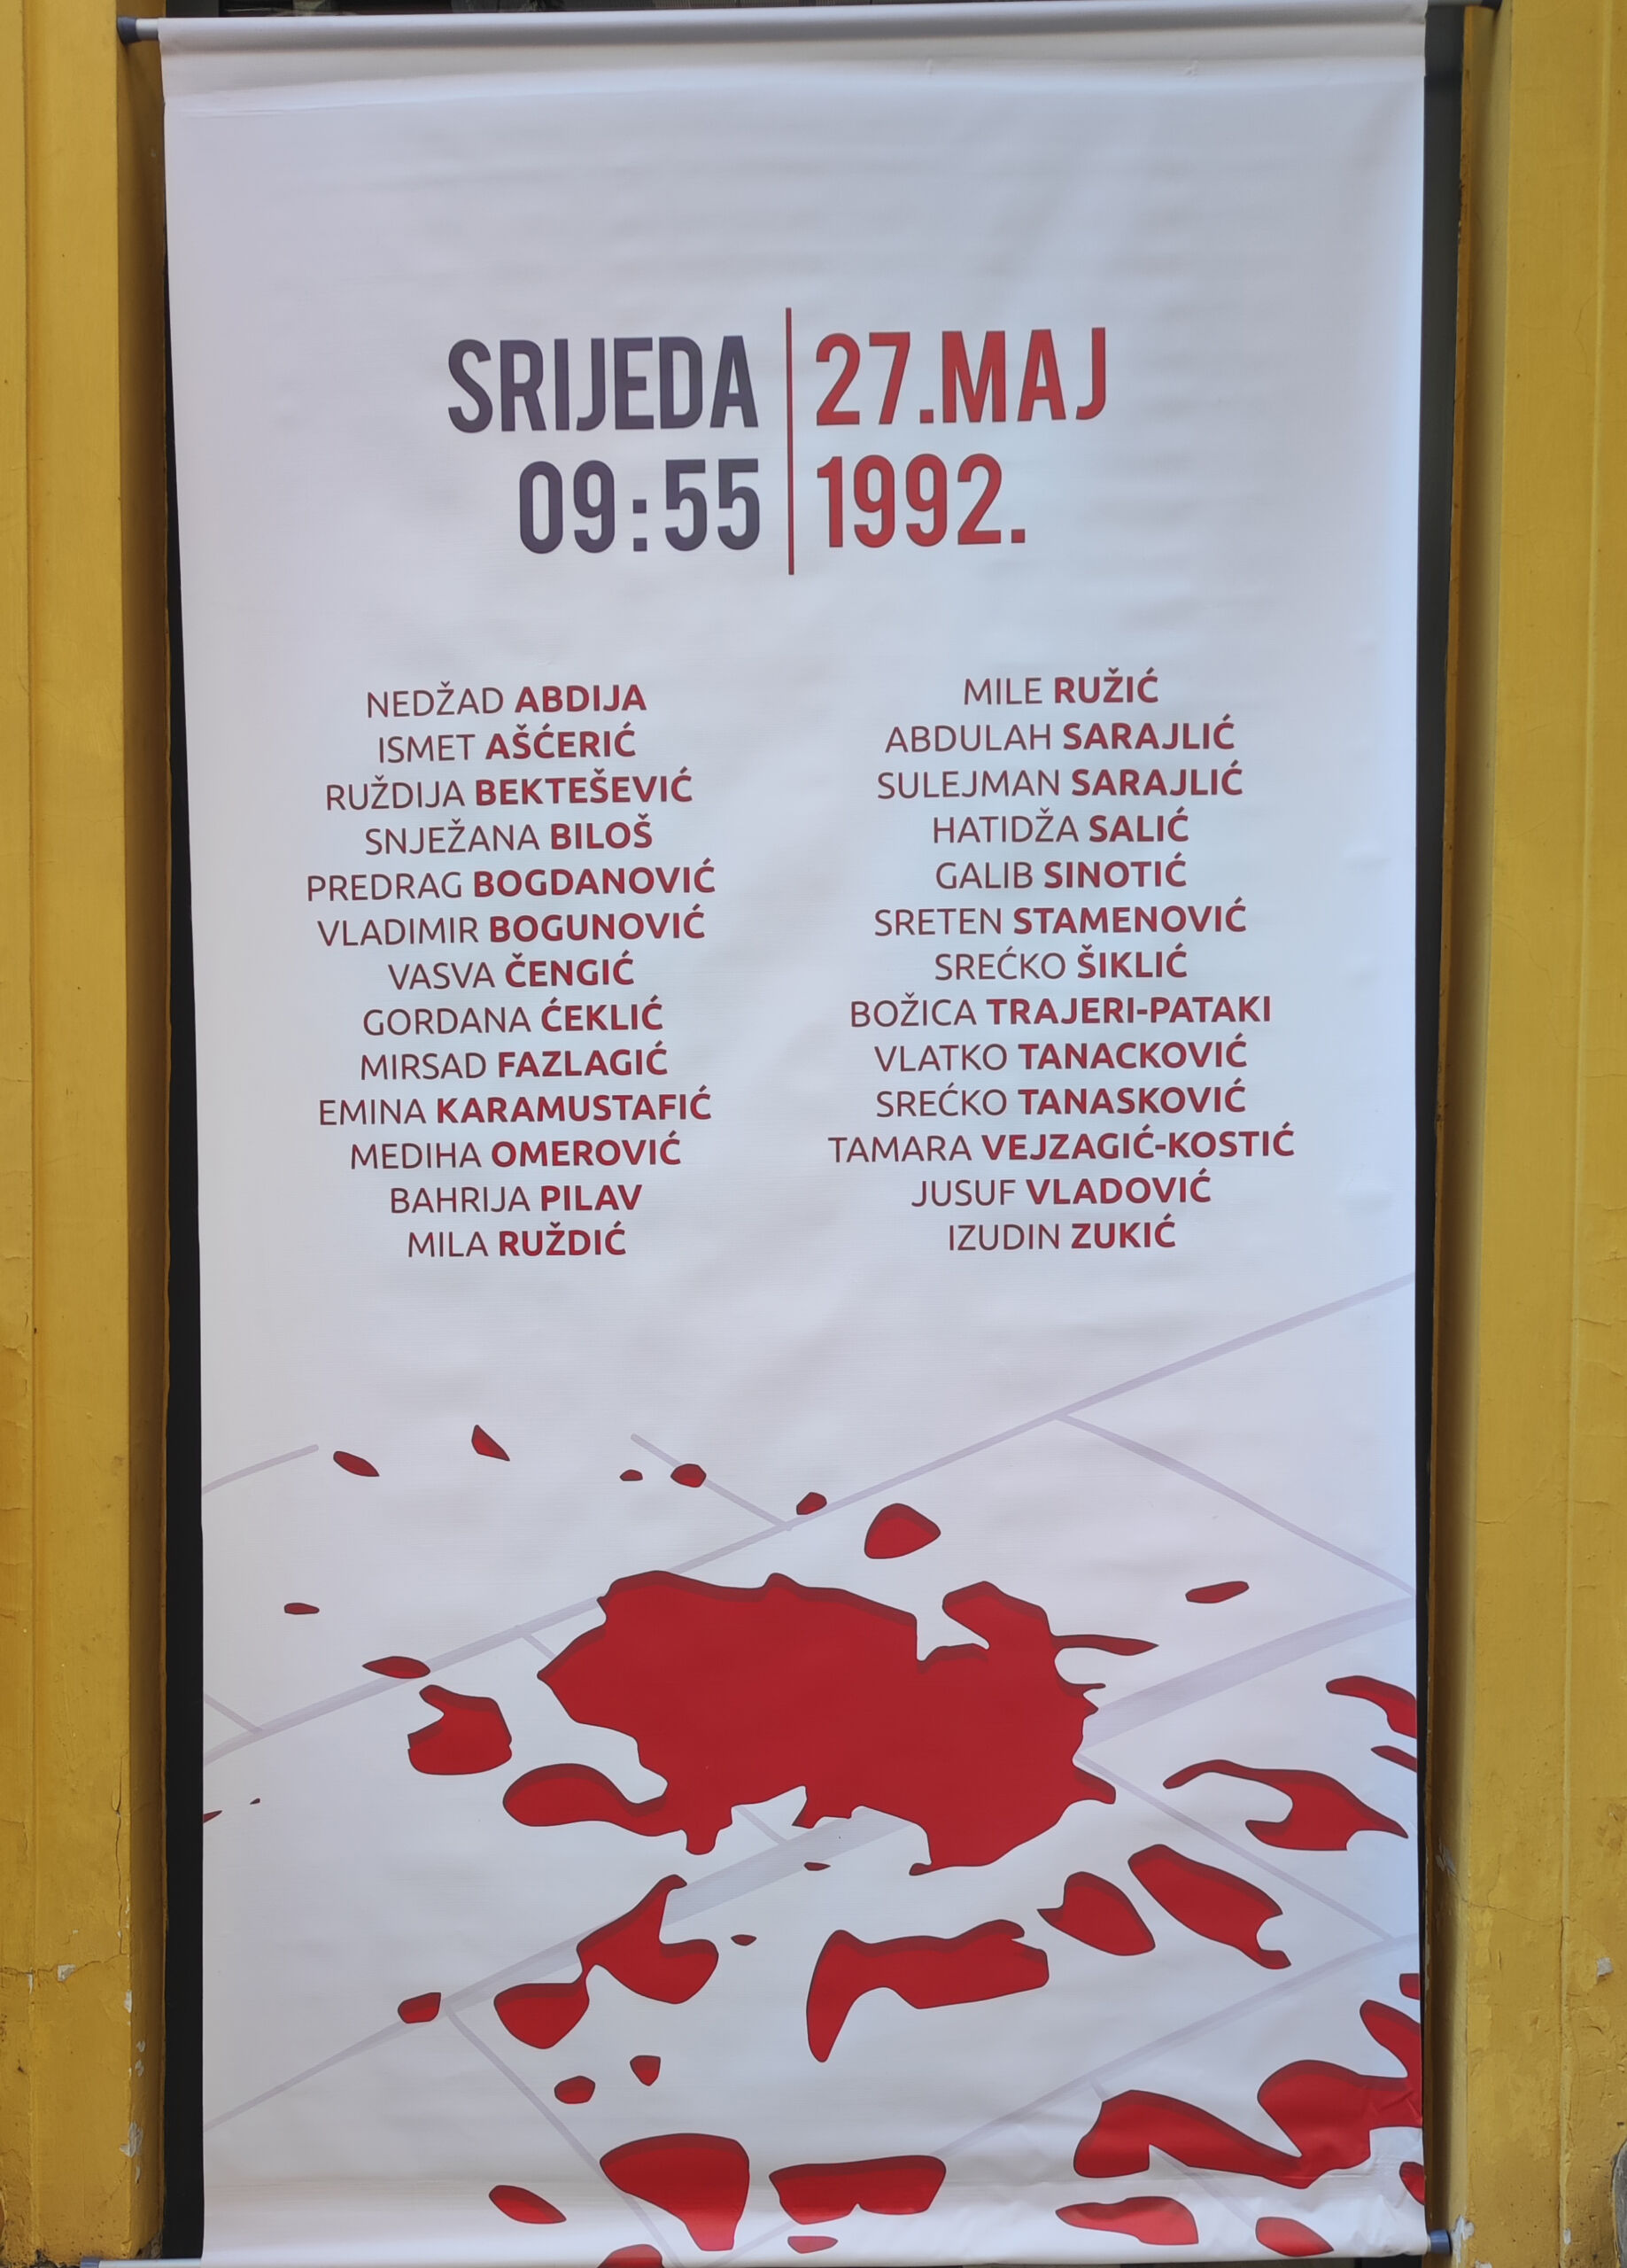 SRIJEDA
09:55
27.MAJ
1992.
NEDŽAD ABDIJA
ISMET AŠĆERIĆ
RUŽDIJA BEKTEŠEVIĆ
SNJEŽANA BILOŠ
PREDRAG BOGDANOVIĆ
VLADIMIR BOGUNOVIĆ
VASVA ČENGIĆ
GORDANA ĆEKLIĆ
MIRSAD FAZLAGIĆ
EMINA KARAMUSTAFIĆ
MEDIHA OMEROVIĆ
BAHRIJA PILAV
MILA RUŽDIĆ
MILE RUŽIĆ
ABDULAH SARAJLIĆ
SULEJMAN SARAJLIĆ
HATIDŽA SALIĆ
GALIB SINOTIĆ
SRETEN STAMENOVIĆ
SREĆKO ŠIKLIĆ
BOŽICA TRAJERI-PATAKI
VLATKO TANACKOVIĆ
SREĆKO TANASKOVIĆ
TAMARA VEJZAGIĆ-KOSTIĆ
JUSUF VLADOVIĆ
IZUDIN ZUKIĆ